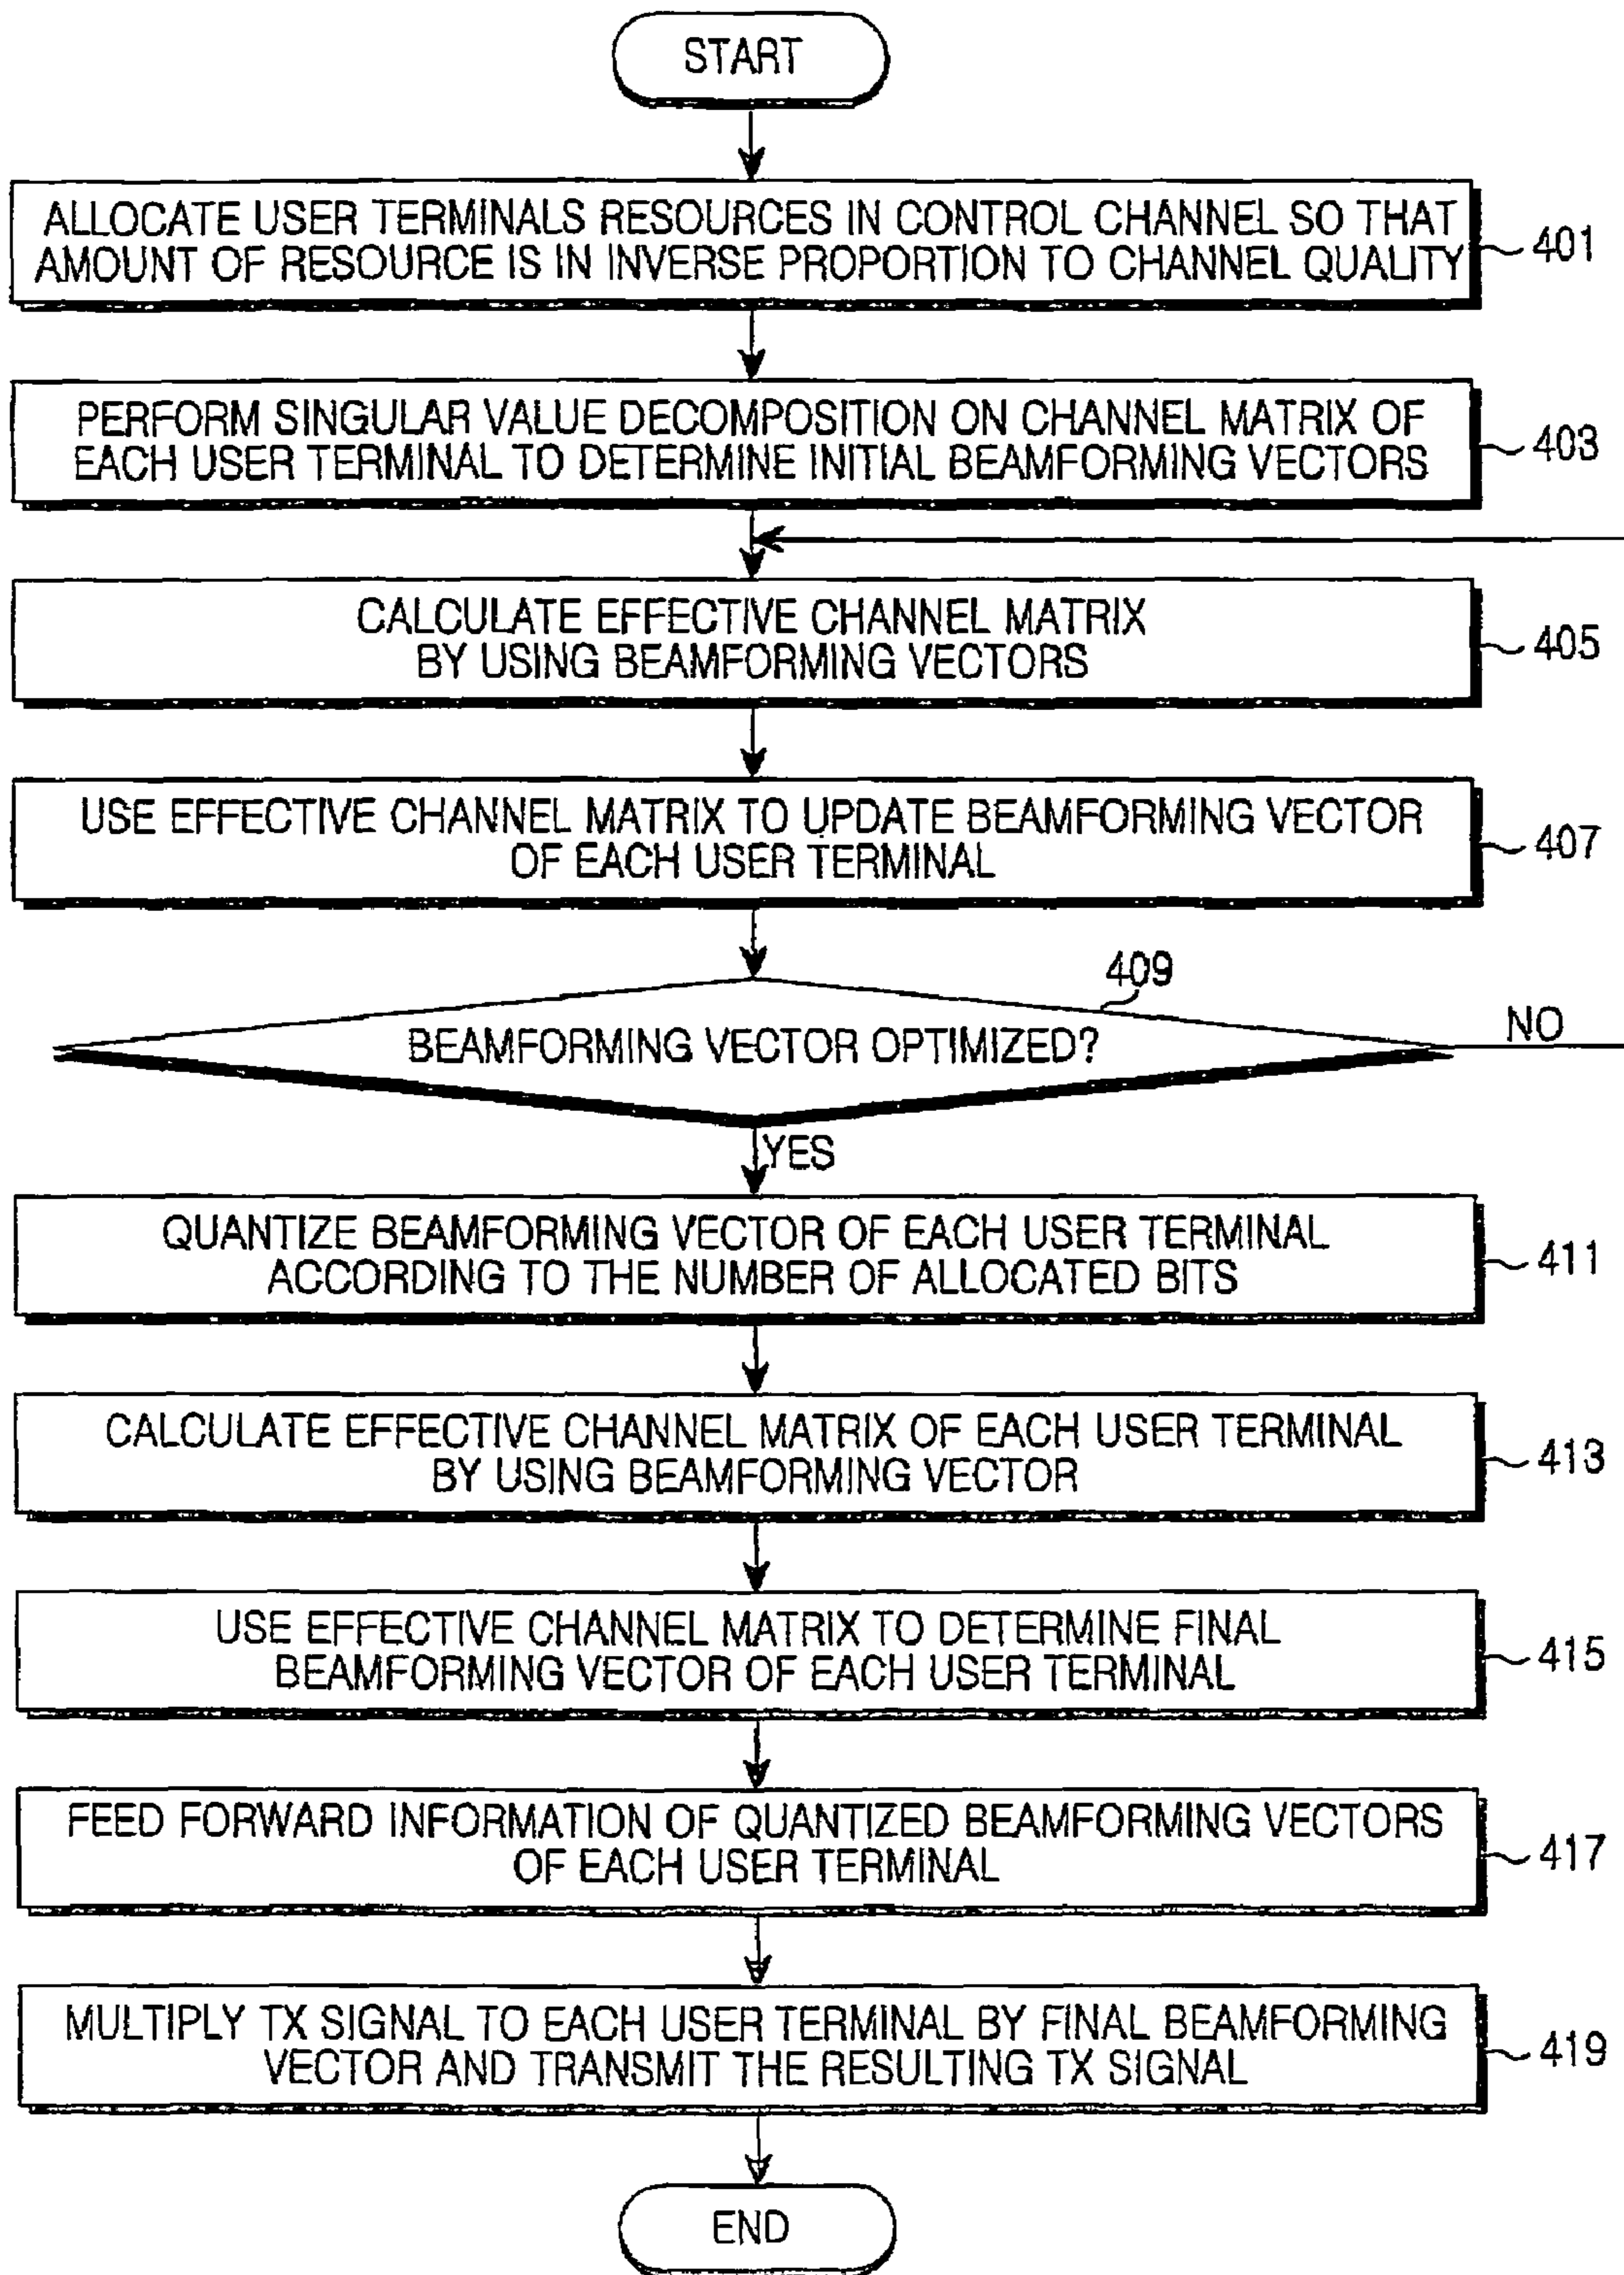 START
ALLOCATE USER TERMINALS RESOURCES IN CONTROL CHANNEL SO THAT
AMOUNT OF RESOURCE IS IN INVERSE PROPORTION TO CHANNEL QUALITY
401
PERFORM SINGULAR VALUE DECOMPOSITION ON CHANNEL MATRIX OF
EACH USER TERMINAL TO DETERMINE INITIAL BEAMFORMING VECTORS
403
CALCULATE EFFECTIVE CHANNEL MATRIX
BY USING BEAMFORMING VECTORS
405
USE EFFECTIVE CHANNEL MATRIX TO UPDATE BEAMFORMING VECTOR
OF EACH USER TERMINAL
407
409
BEAMFORMING VECTOR OPTIMIZED?
NO
YES
QUANTIZE BEAMFORMING VECTOR OF EACH USER TERMINAL
ACCORDING TO THE NUMBER OF ALLOCATED BITS
411
CALCULATE EFFECTIVE CHANNEL MATRIX OF EACH USER TERMINAL
BY USING BEAMFORMING VECTOR
413
USE EFFECTIVE CHANNEL MATRIX TO DETERMINE FINAL
BEAMFORMING VECTOR OF EACH USER TERMINAL
415
FEED FORWARD INFORMATION OF QUANTIZED BEAMFORMING VECTORS
OF EACH USER TERMINAL
417
MULTIPLY TX SIGNAL TO EACH USER TERMINAL BY FINAL BEAMFORMING
VECTOR AND TRANSMIT THE RESULTING TX SIGNAL
419
END